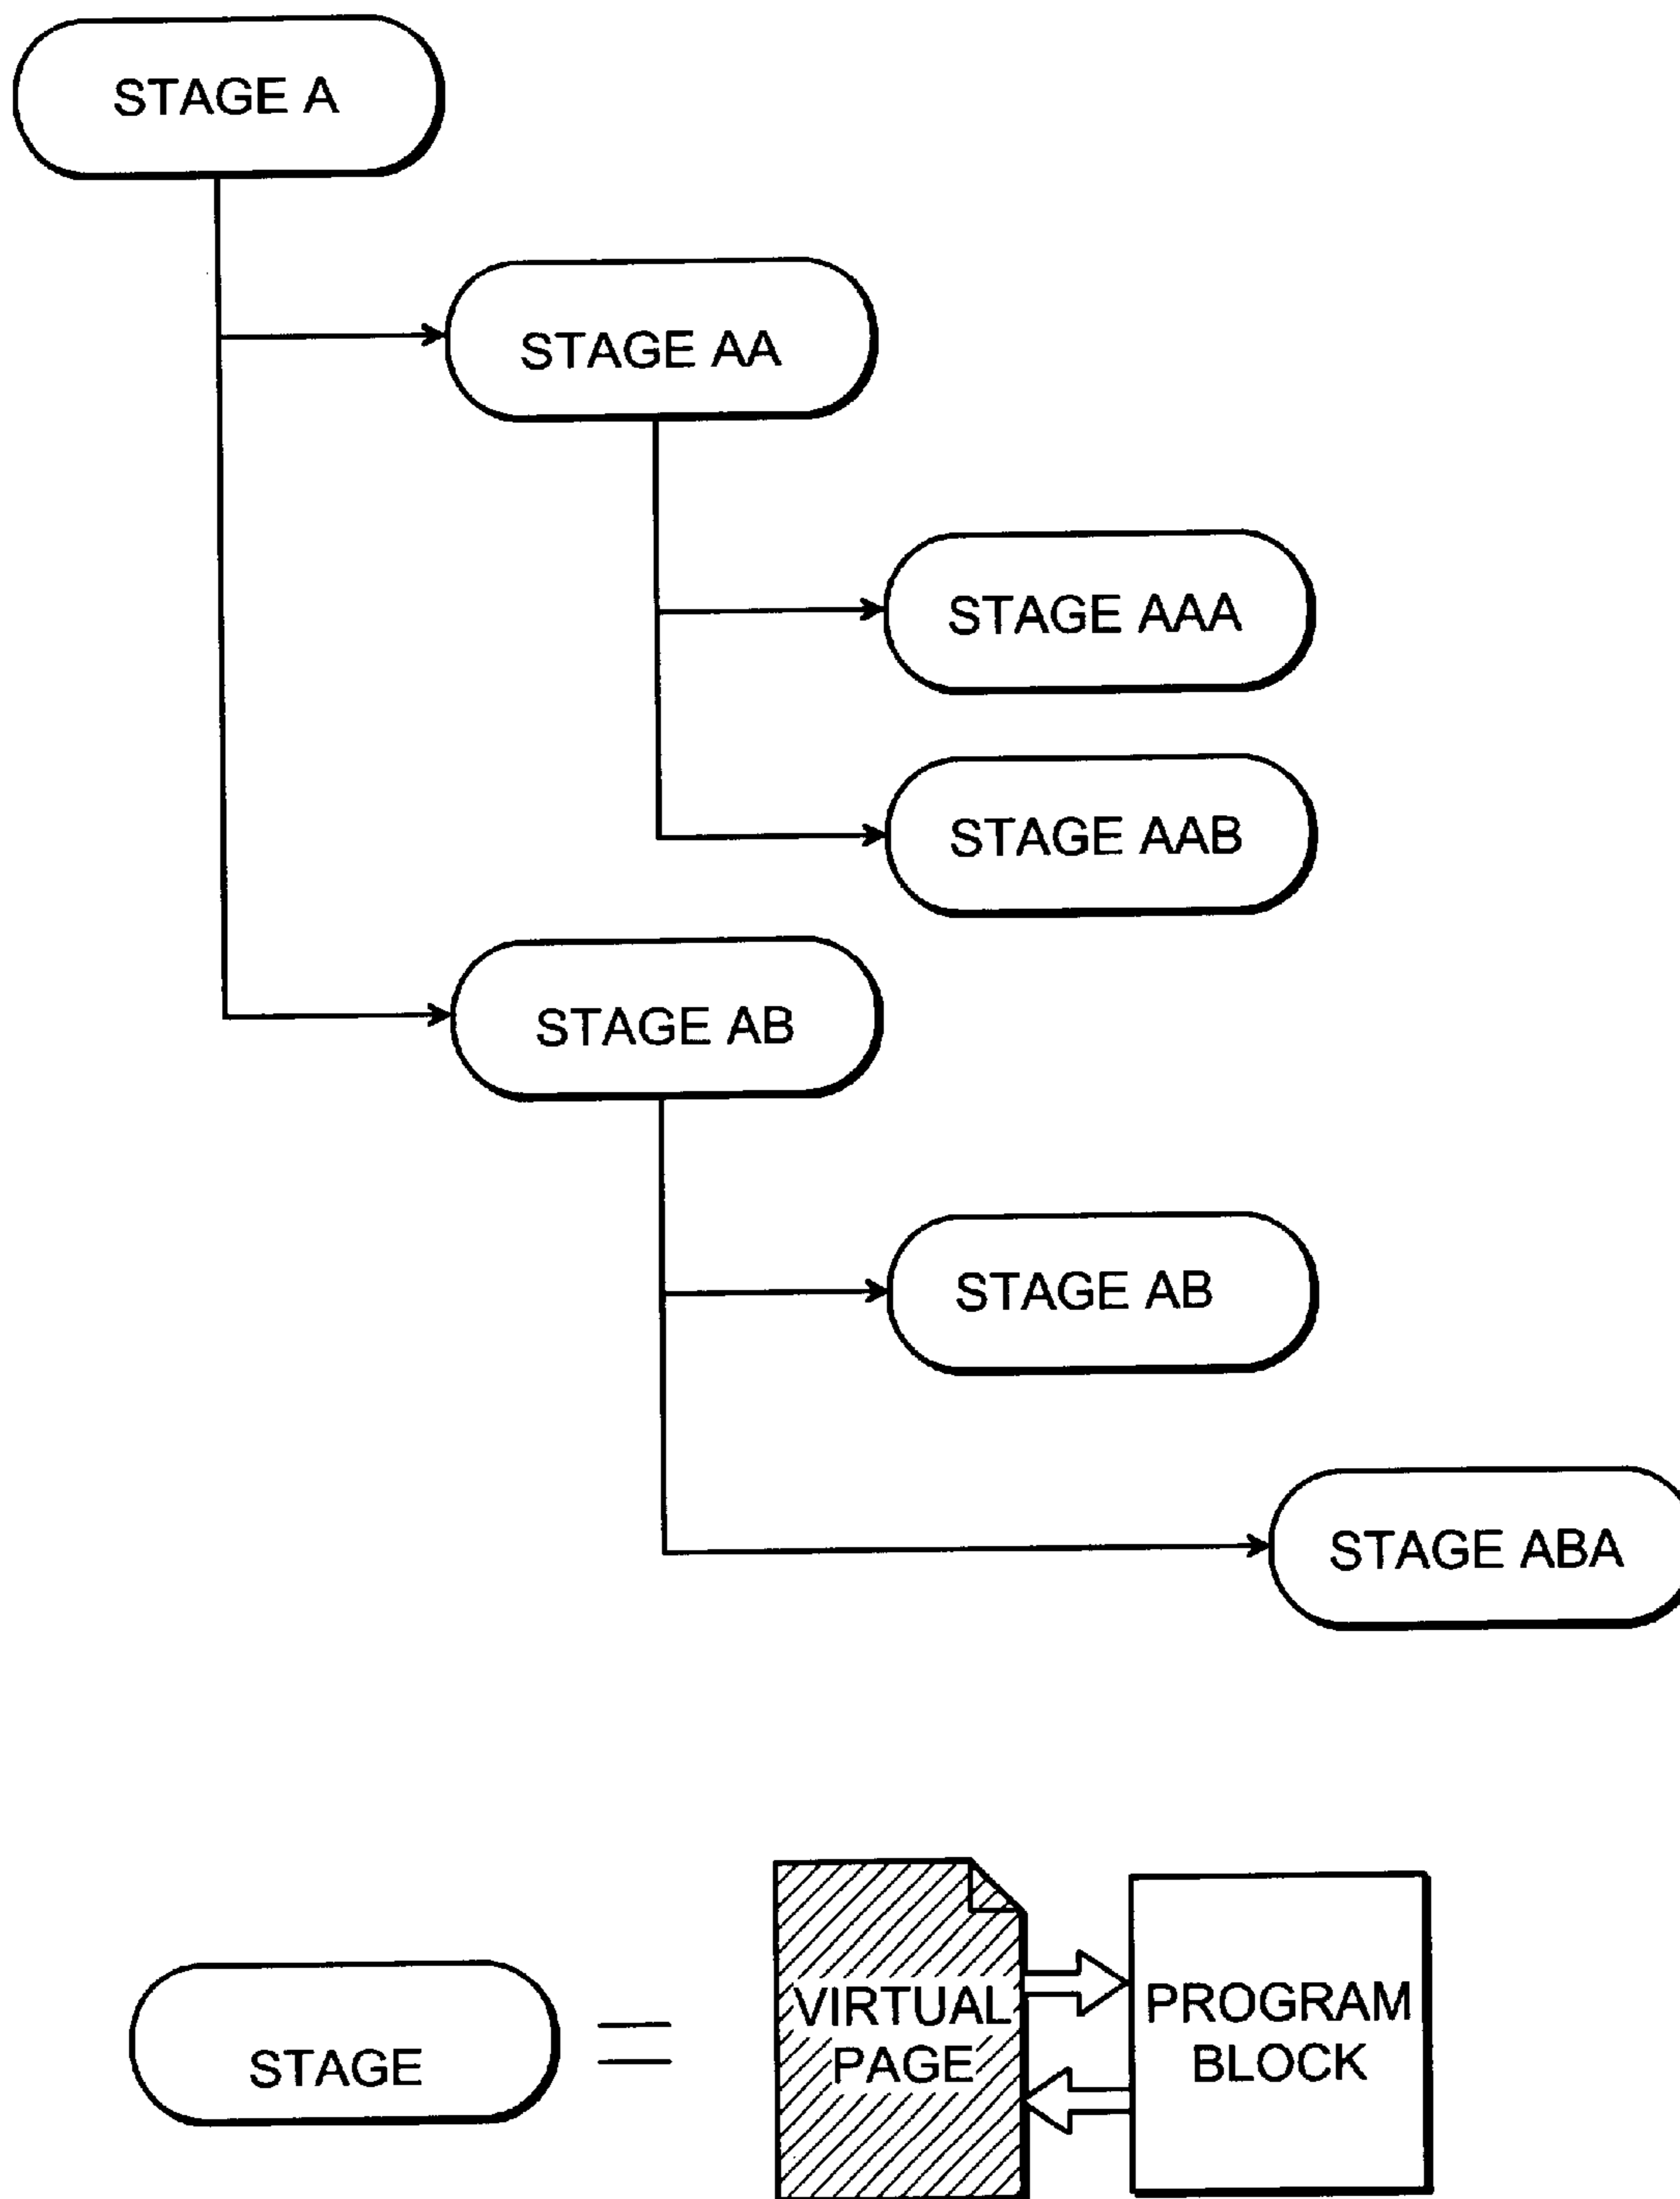 STAGE A
STAGE AA
STAGE AAA
STAGE AAB
STAGE AB
STAGE AB
STAGE ABA
STAGE
=
VIRTUAL
PAGE
PROGRAM
BLOCK